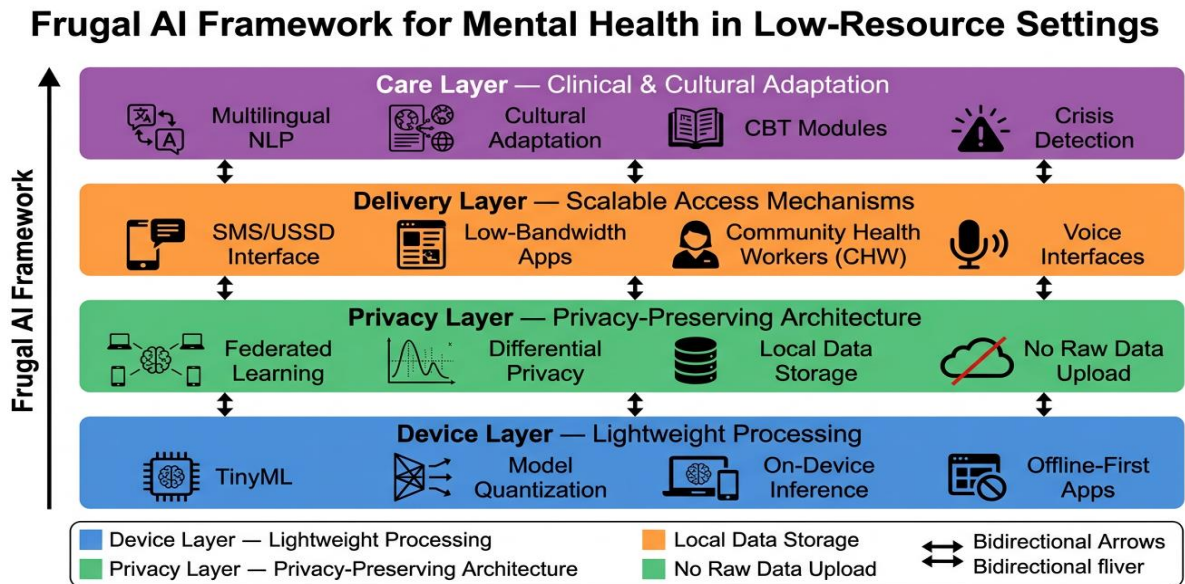 Frugal AI Framework for Mental Health in Low-Resource Settings
Frugal AI Framework
Care Layer — Clinical & Cultural Adaptation
文
A
Multilingual
NLP
Cultural
Adaptation
CBT Modules
Crisis
Detection
Delivery Layer — Scalable Access Mechanisms
SMS/USSD
Interface
Low-Bandwidth
Apps
Community Health
Workers (CHW)
Voice
Interfaces
Privacy Layer — Privacy-Preserving Architecture
Federated
Learning
Differential
Privacy
Local Data
Storage
No Raw Data
Upload
Device Layer — Lightweight Processing
TinyML
Model
Quantization
On-Device
Inference
Offline-First
Apps
Device Layer — Lightweight Processing
Privacy Layer — Privacy-Preserving Architecture
Local Data Storage
No Raw Data Upload
Bidirectional Arrows
Bidirectional fliver